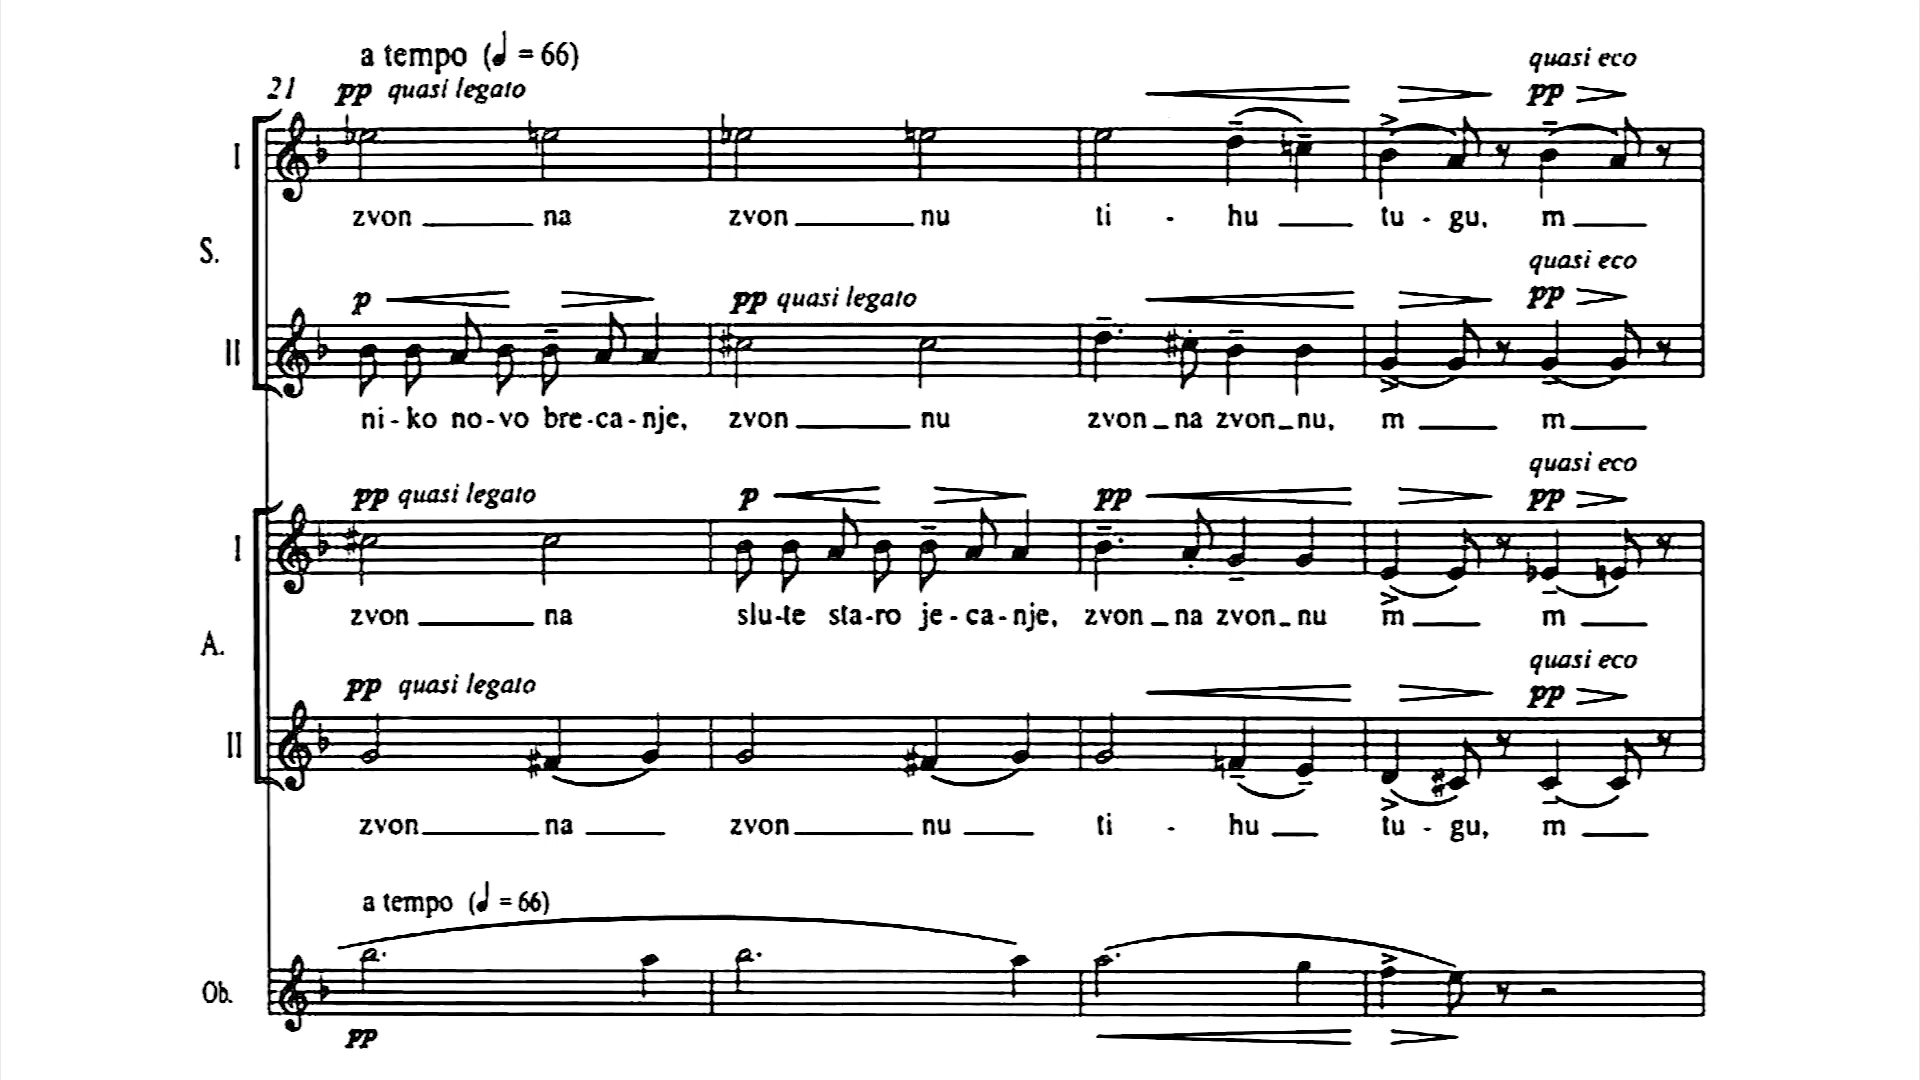 a tempo (♩ = 66)
quasi eco
21 pp quasi legato pp
I
zvon na zvon nu ti - hu tu - gu, m
S.
quasi eco
p pp quasi legato pp
II
ni - ko no - vo bre - ca - nje, zvon nu zvon _ na zvon _ nu, m m
quasi eco
pp quasi legato p pp pp
I
zvon na slu - te sta - ro je - ca - nje, zvon _ na zvon _ nu m m
A.
quasi eco
pp quasi legato pp
II
zvon na zvon nu ti - hu tu - gu, m
a tempo (♩ = 66)
Ob.
pp